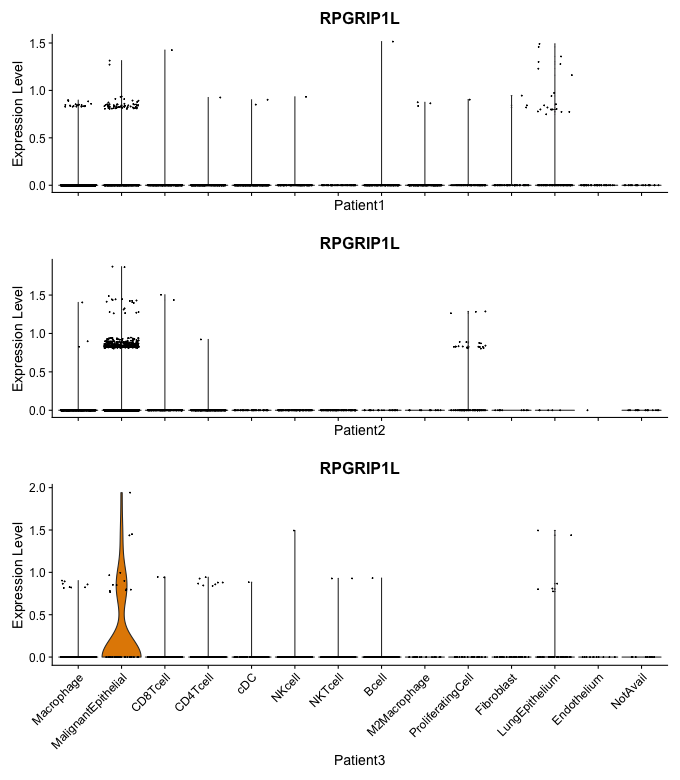 RPGRIP1L
Expression Level
1.5
1.0
0.5
0.0
Patient1
RPGRIP1L
Expression Level
1.5
1.0
0.5
0.0
Patient2
RPGRIP1L
Expression Level
2.0
1.5
1.0
0.5
0.0
Macrophage
MalignantEpithelial
CD8Tcell
CD4Tcell
cDC
NKcell
NKTcell
Bcell
M2Macrophage
ProliferatingCell
Fibroblast
LungEpithelium
Endothelium
NotAvail
Patient3